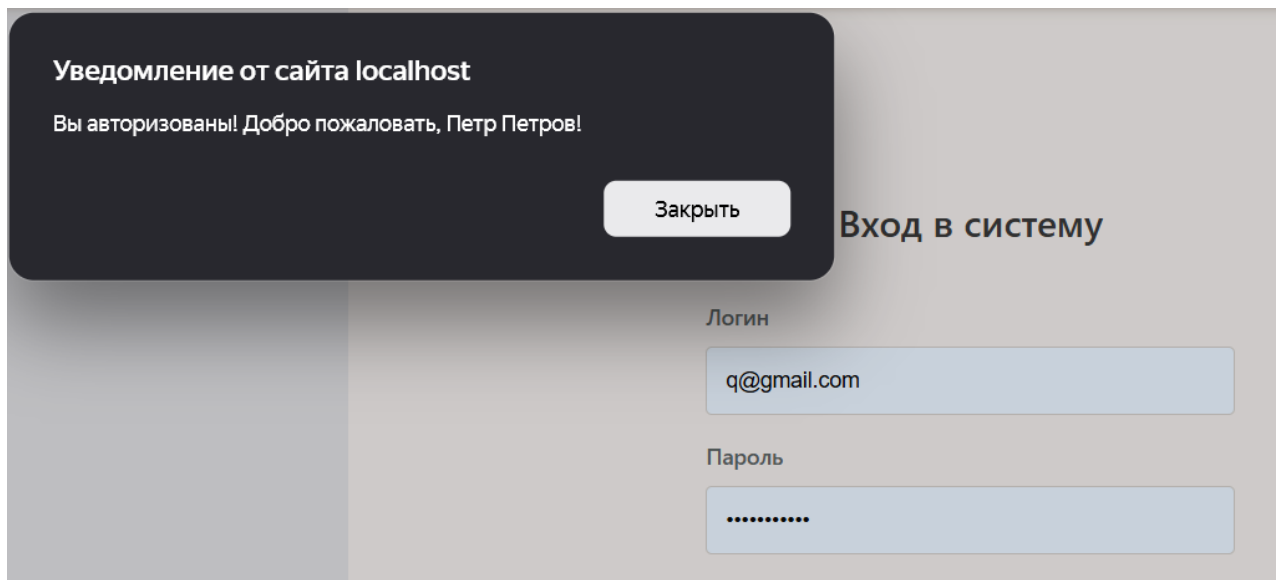 Уведомление от сайта localhost
Вы авторизованы! Добро пожаловать, Петр Петров!
Закрыть
Вход в систему
Логин
q@gmail.com
Пароль
•••••••••••